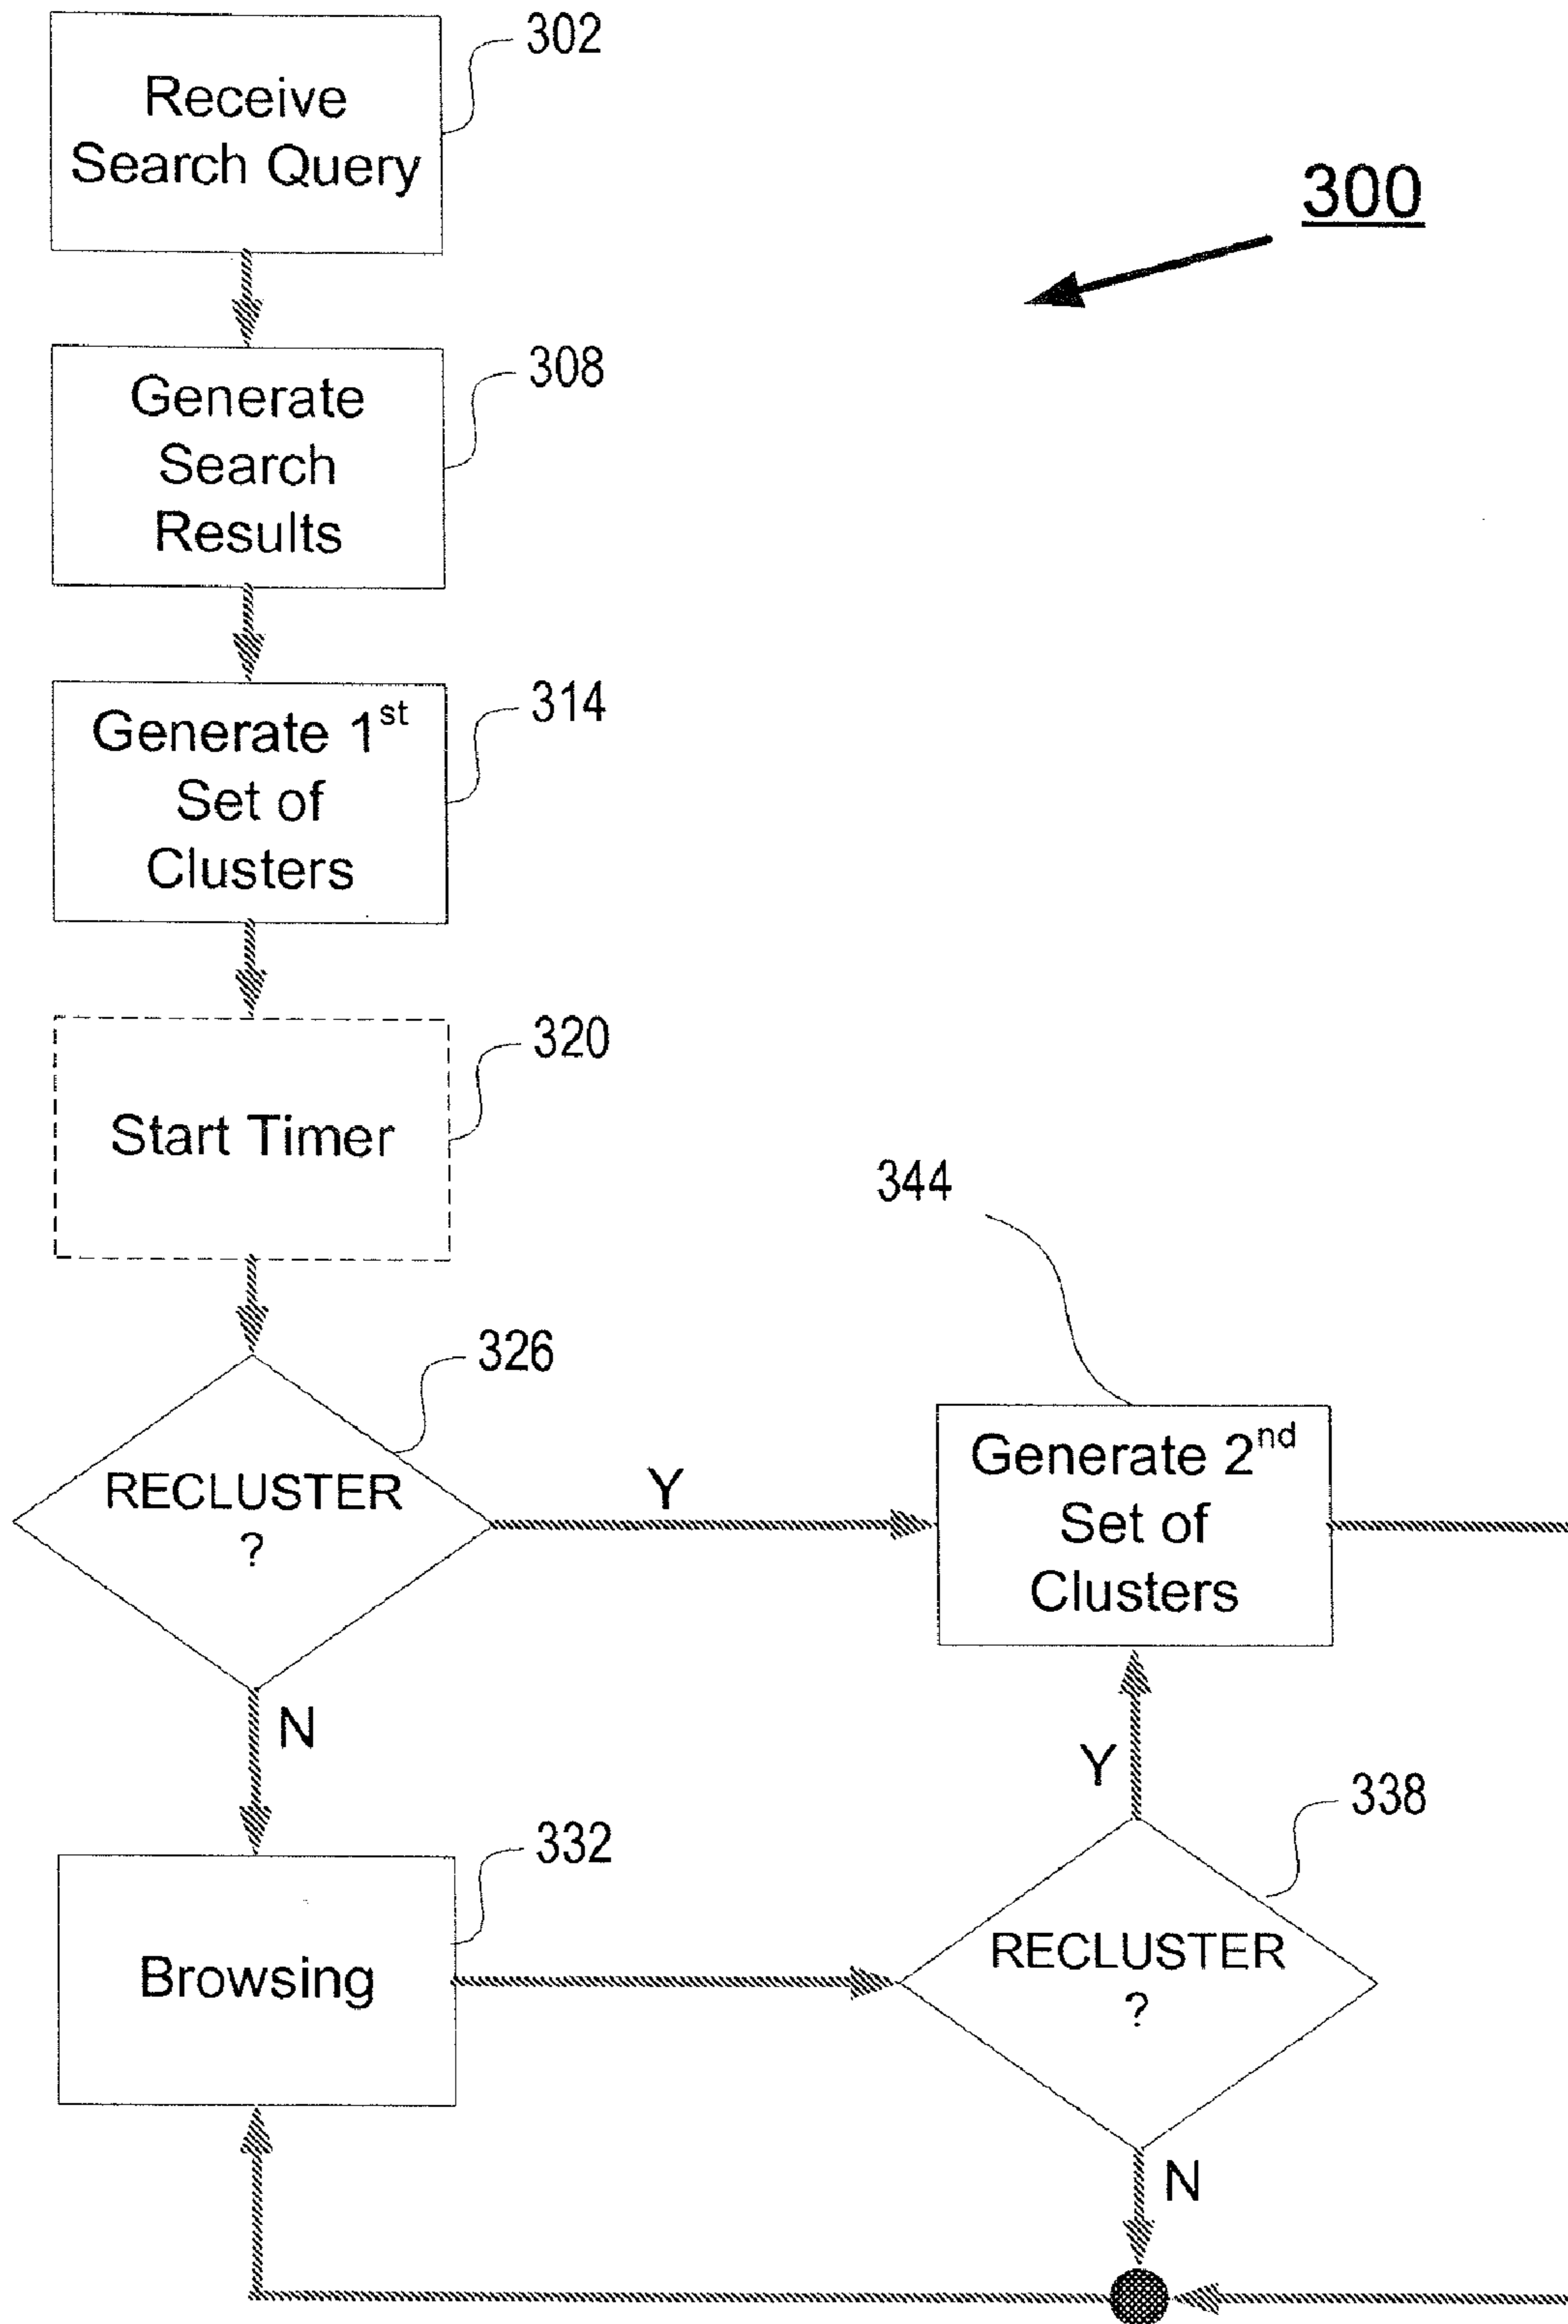 302
Receive
Search Query
300
308
Generate
Search
Results
314
Generate 1st
Set of
Clusters
320
Start Timer
344
326
RECLUSTER
?
Y
Generate 2nd
Set of
Clusters
N
Y
338
332
Browsing
RECLUSTER
?
N